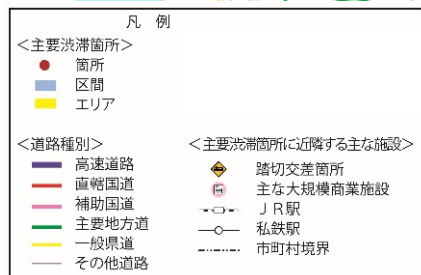 凡 例
<主要渋滞箇所>
箇所
区間
エリア
<道路種別>
高速道路
直轄国道
補助国道
主要地方道
一般県道
その他道路
<主要渋滞箇所に近隣する主な施設>
踏切交差箇所
主な大規模商業施設
ＪＲ駅
私鉄駅
市町村境界